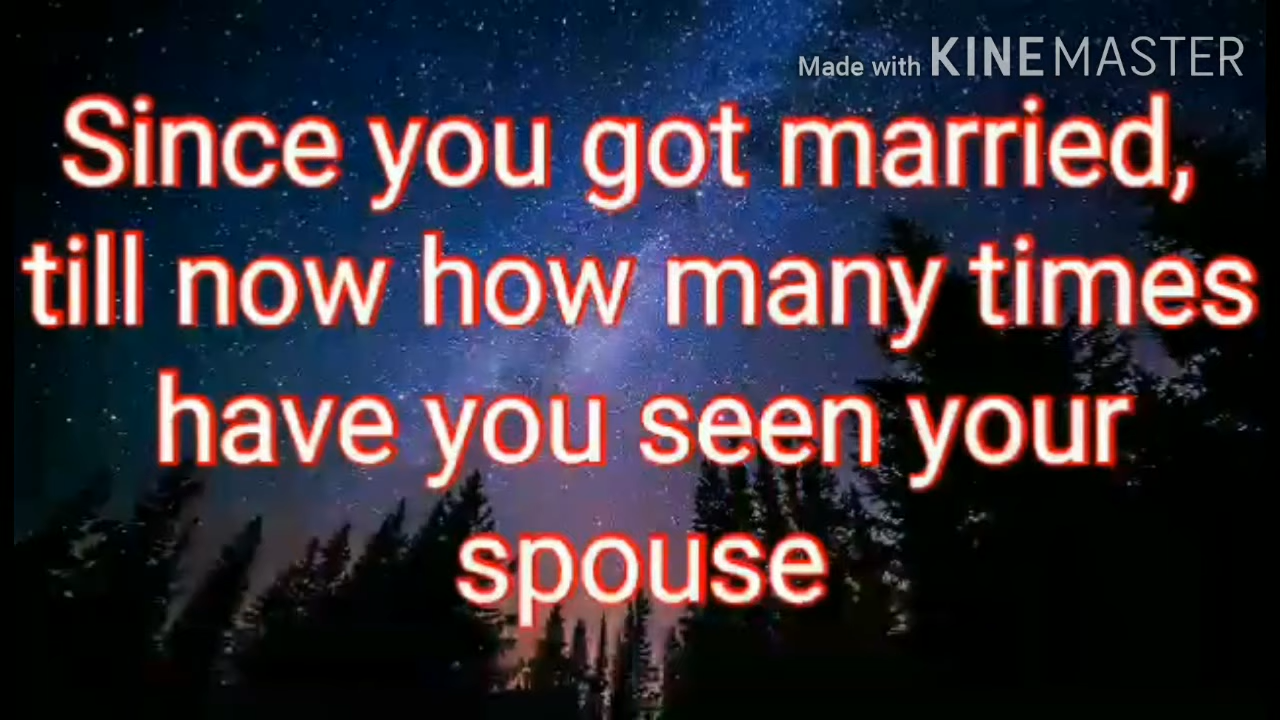 Made with KINEMASTER
Since you got married,
till now how many times
have you seen your
spouse